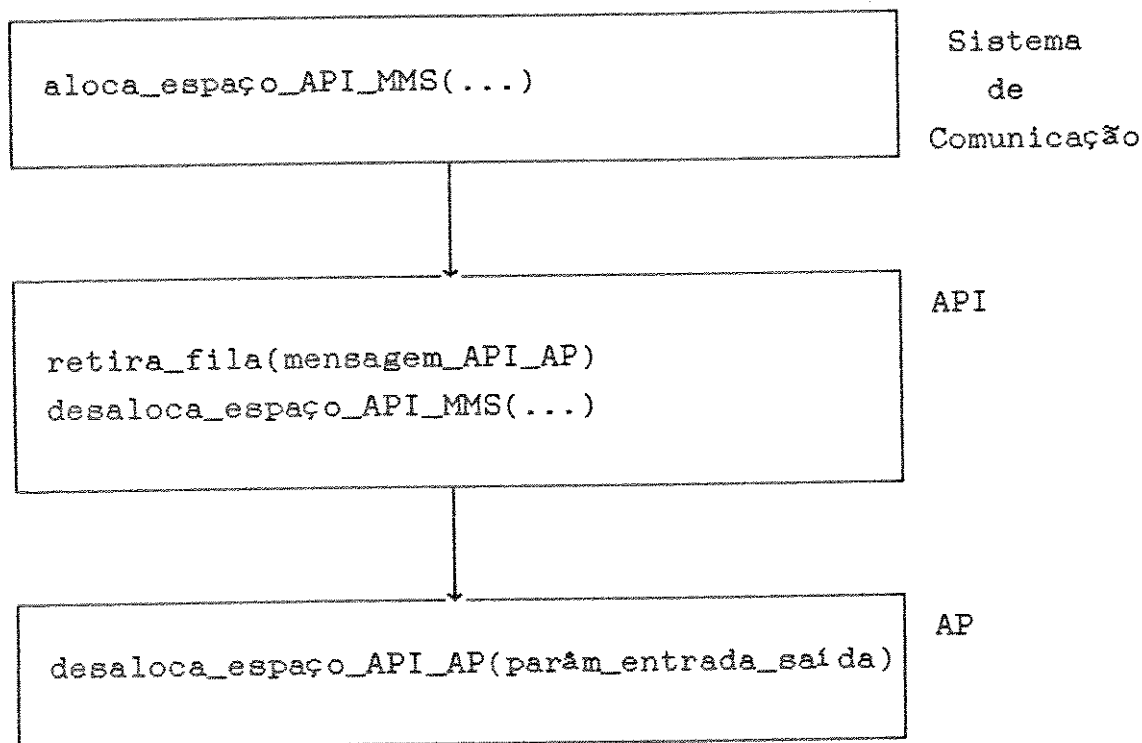 aloca_espaço_API_MMS(...)
Sistema
de
Comunicação
retira_fila(mensagem_API_AP)
desaloca_espaço_API_MMS(...)
API
desaloca_espaço_API_AP(parâm_entrada_saída)
AP